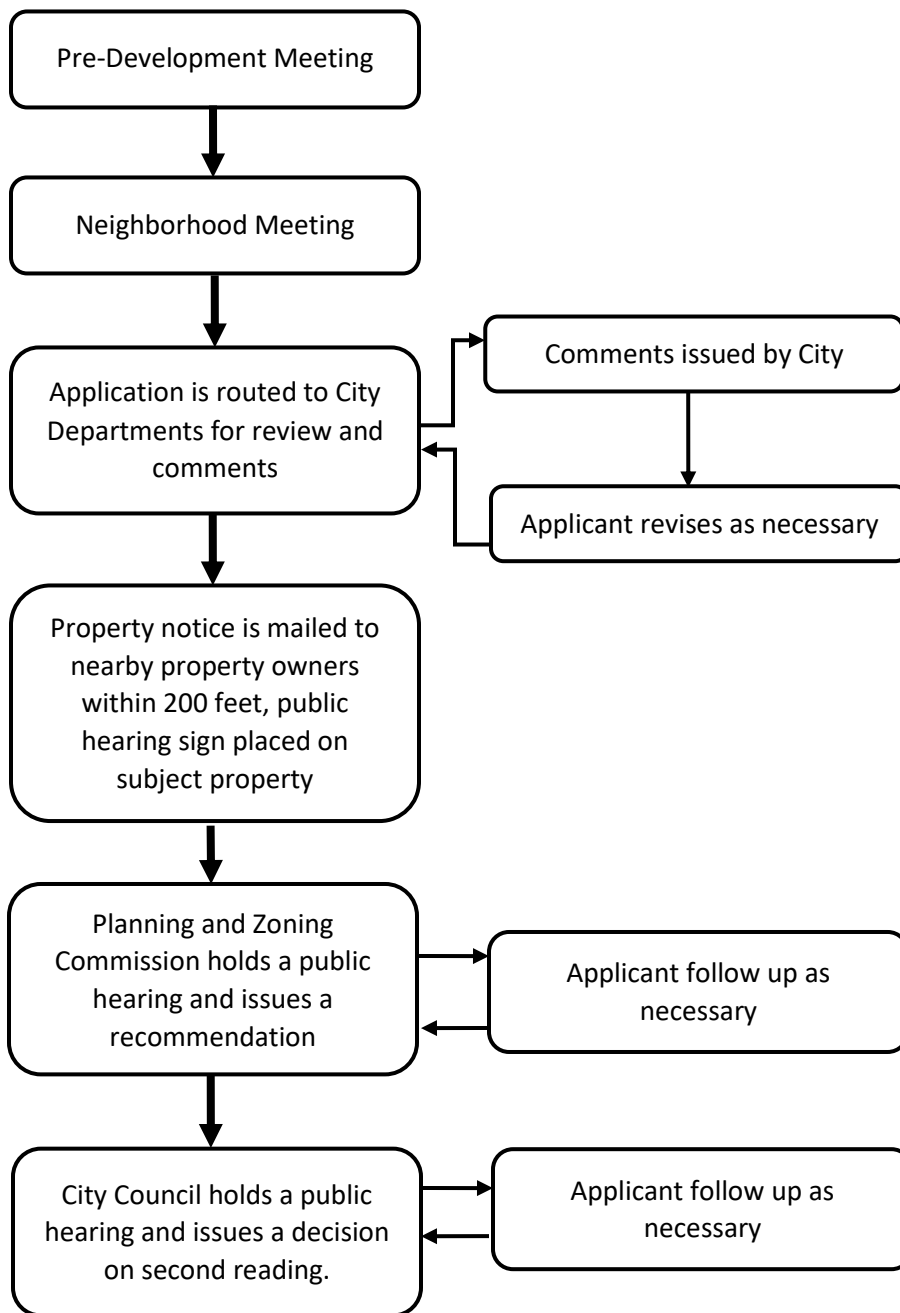 Pre-Development Meeting
Neighborhood Meeting
Application is routed to City
Departments for review and
comments
Comments issued by City
Applicant revises as necessary
Property notice is mailed to
nearby property owners
within 200 feet, public
hearing sign placed on
subject property
Planning and Zoning
Commission holds a public
hearing and issues a
recommendation
Applicant follow up as
necessary
City Council holds a public
hearing and issues a decision
on second reading.
Applicant follow up as
necessary